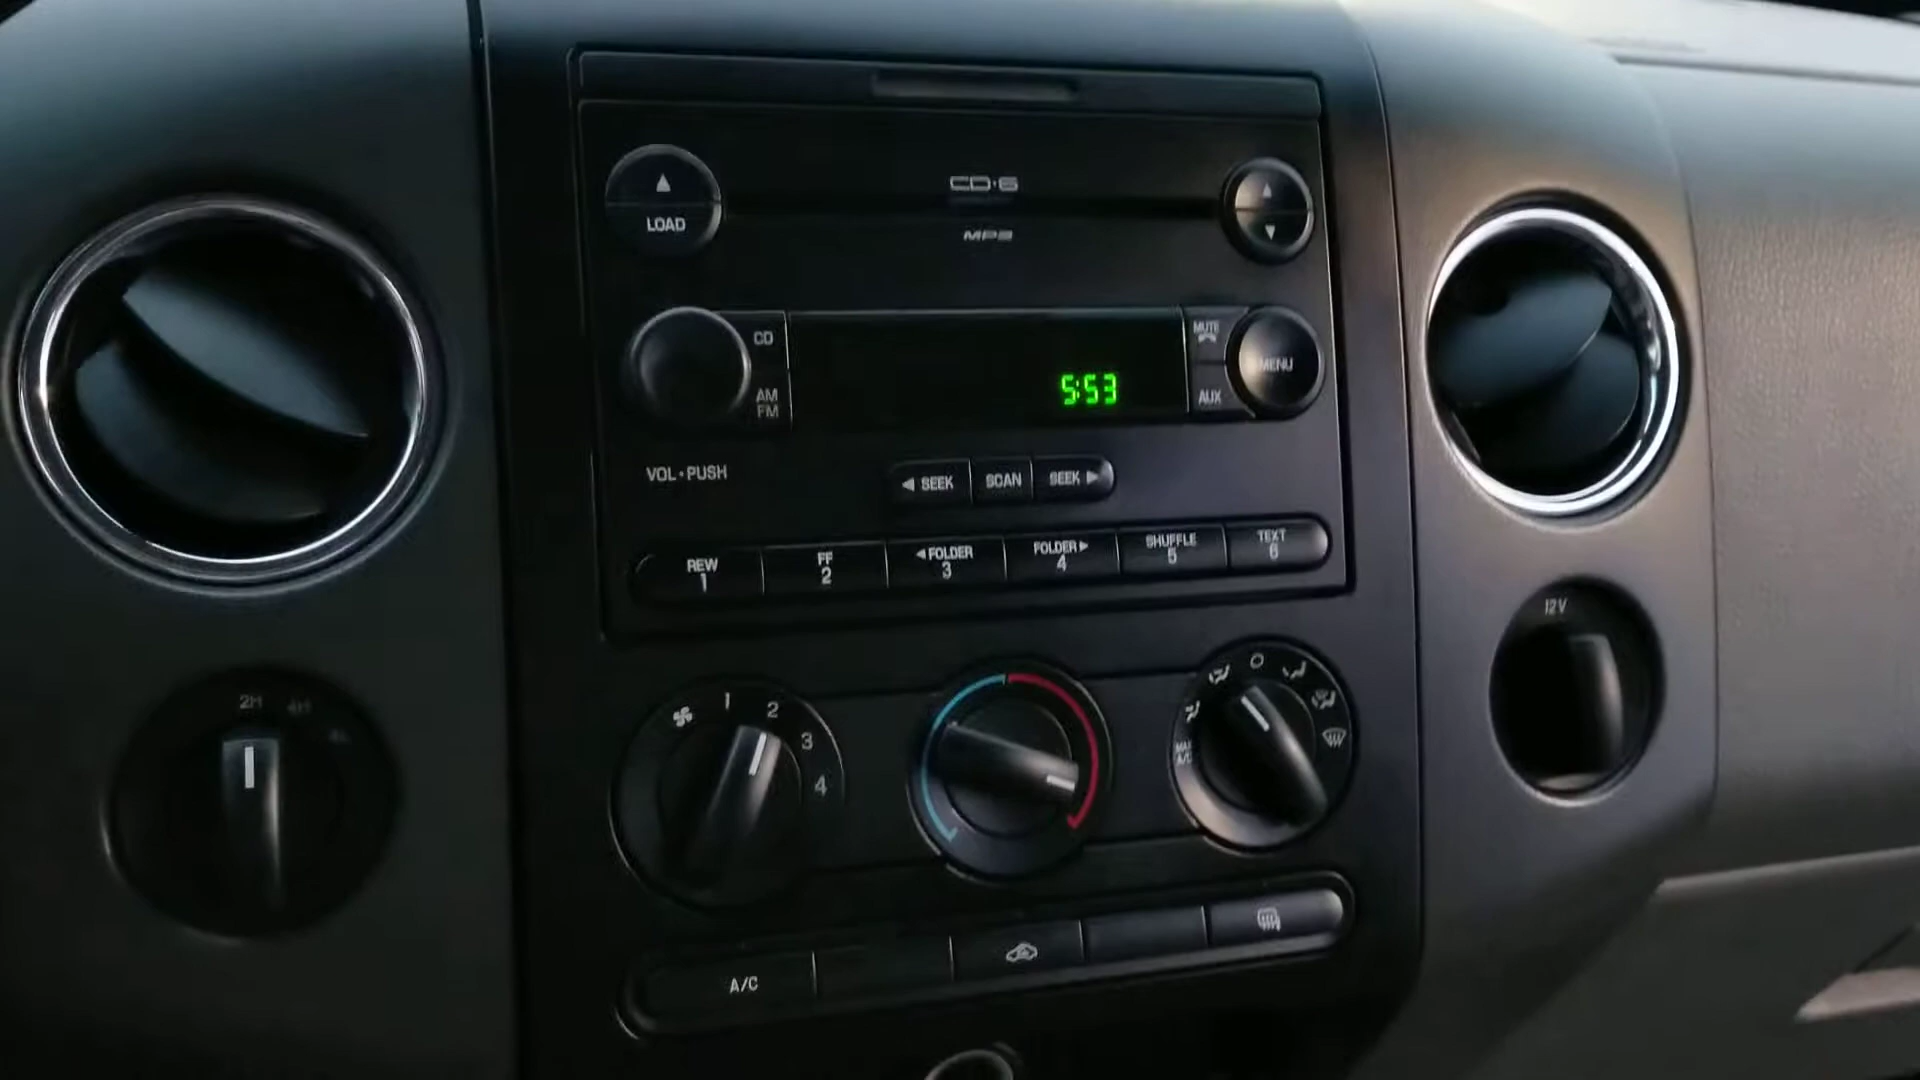 LOAD
CD·6
MP3
CD
AM
FM
5:53
MUTE
AUX
MENU
VOL·PUSH
SEEK
SCAN
SEEK
REW
1
FF
2
FOLDER
3
FOLDER
4
SHUFFLE
5
TEXT
6
12V
2H
4H
1
2
3
4
MAX
A/C
A/C